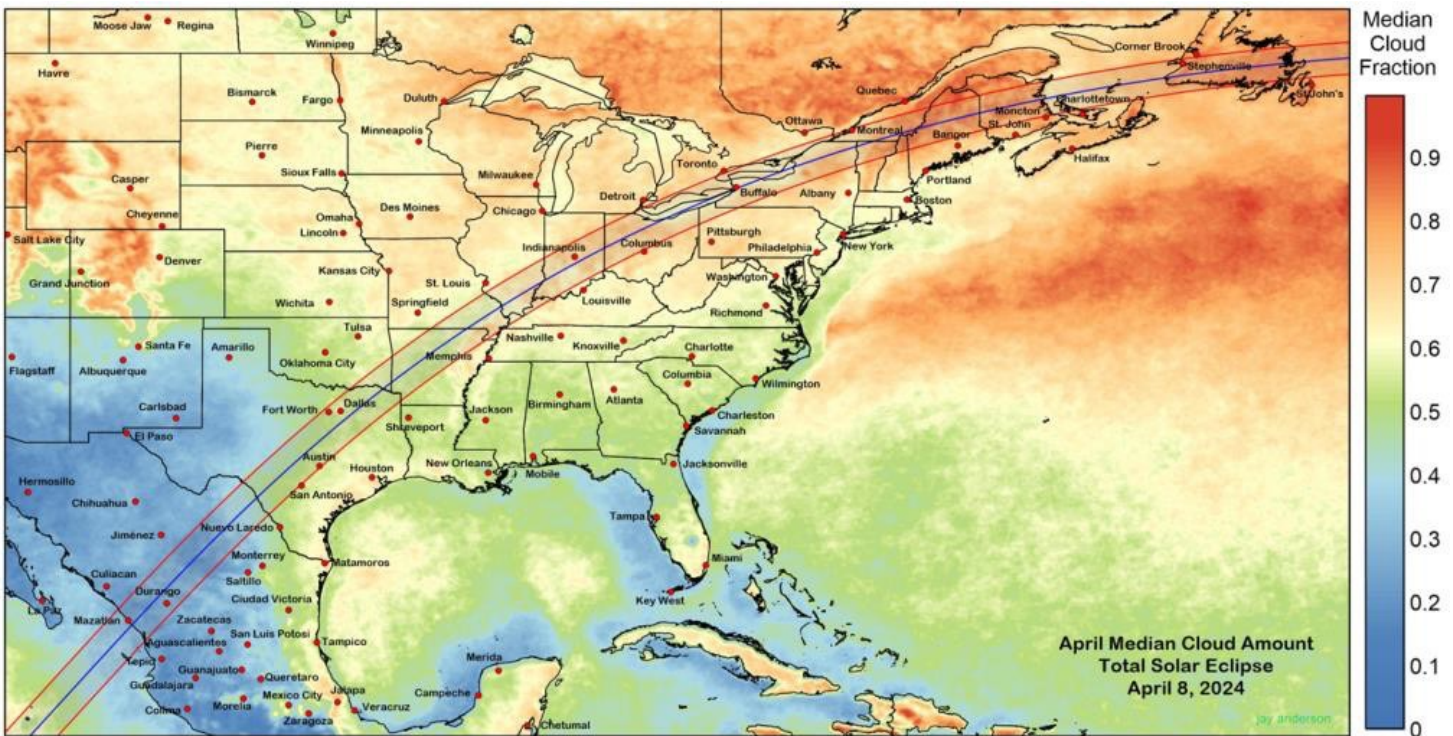 Median
Cloud
Fraction
0.9
0.8
0.7
0.6
0.5
0.4
0.3
0.2
0.1
0
Moose Jaw
Regina
Winnipeg
Havre
Bismarck
Fargo
Duluth
Minneapolis
Pierre
Sioux Falls
Milwaukee
Casper
Cheyenne
Omaha
Lincoln
Des Moines
Chicago
Detroit
Toronto
Buffalo
Ottawa
Montreal
Quebec
Albany
Bangor
Portland
Boston
St. John
Moncton
Charlottetown
Halifax
Corner Brook
Stephenville
St John's
Salt Lake City
Denver
Grand Junction
Kansas City
St. Louis
Indianapolis
Columbus
Pittsburgh
Philadelphia
New York
Washington
Wichita
Springfield
Louisville
Richmond
Tulsa
Santa Fe
Amarillo
Oklahoma City
Memphis
Nashville
Knoxville
Charlotte
Flagstaff
Albuquerque
Columbia
Wilmington
Carlsbad
Fort Worth
Dallas
Shreveport
Jackson
Birmingham
Atlanta
Charleston
Savannah
El Paso
Austin
Houston
New Orleans
Mobile
Jacksonville
Hermosillo
Chihuahua
San Antonio
Nuevo Laredo
Jiménez
Tampa
Monterrey
Matamoros
Miami
Culiacan
Saltillo
Durango
Ciudad Victoria
Key West
La Paz
Mazatlan
Zacatecas
Aguascalientes
San Luis Potosi
Tampico
Tepic
Guanajuato
Queretaro
Guadalajara
Merida
Campeche
Colima
Morelia
Mexico City
Jalapa
Veracruz
Zaragoza
Chetumal
April Median Cloud Amount
Total Solar Eclipse
April 8, 2024
jay anderson